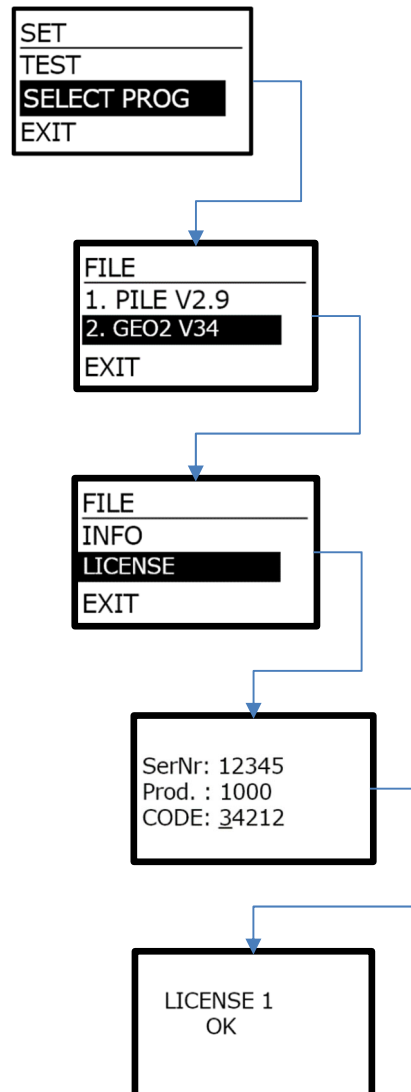 SET
TEST
SELECT PROG
EXIT
FILE
1. PILE V2.9
2. GEO2 V34
EXIT
FILE
INFO
LICENSE
EXIT
SerNr: 12345
Prod. : 1000
CODE: 34212
LICENSE 1
OK